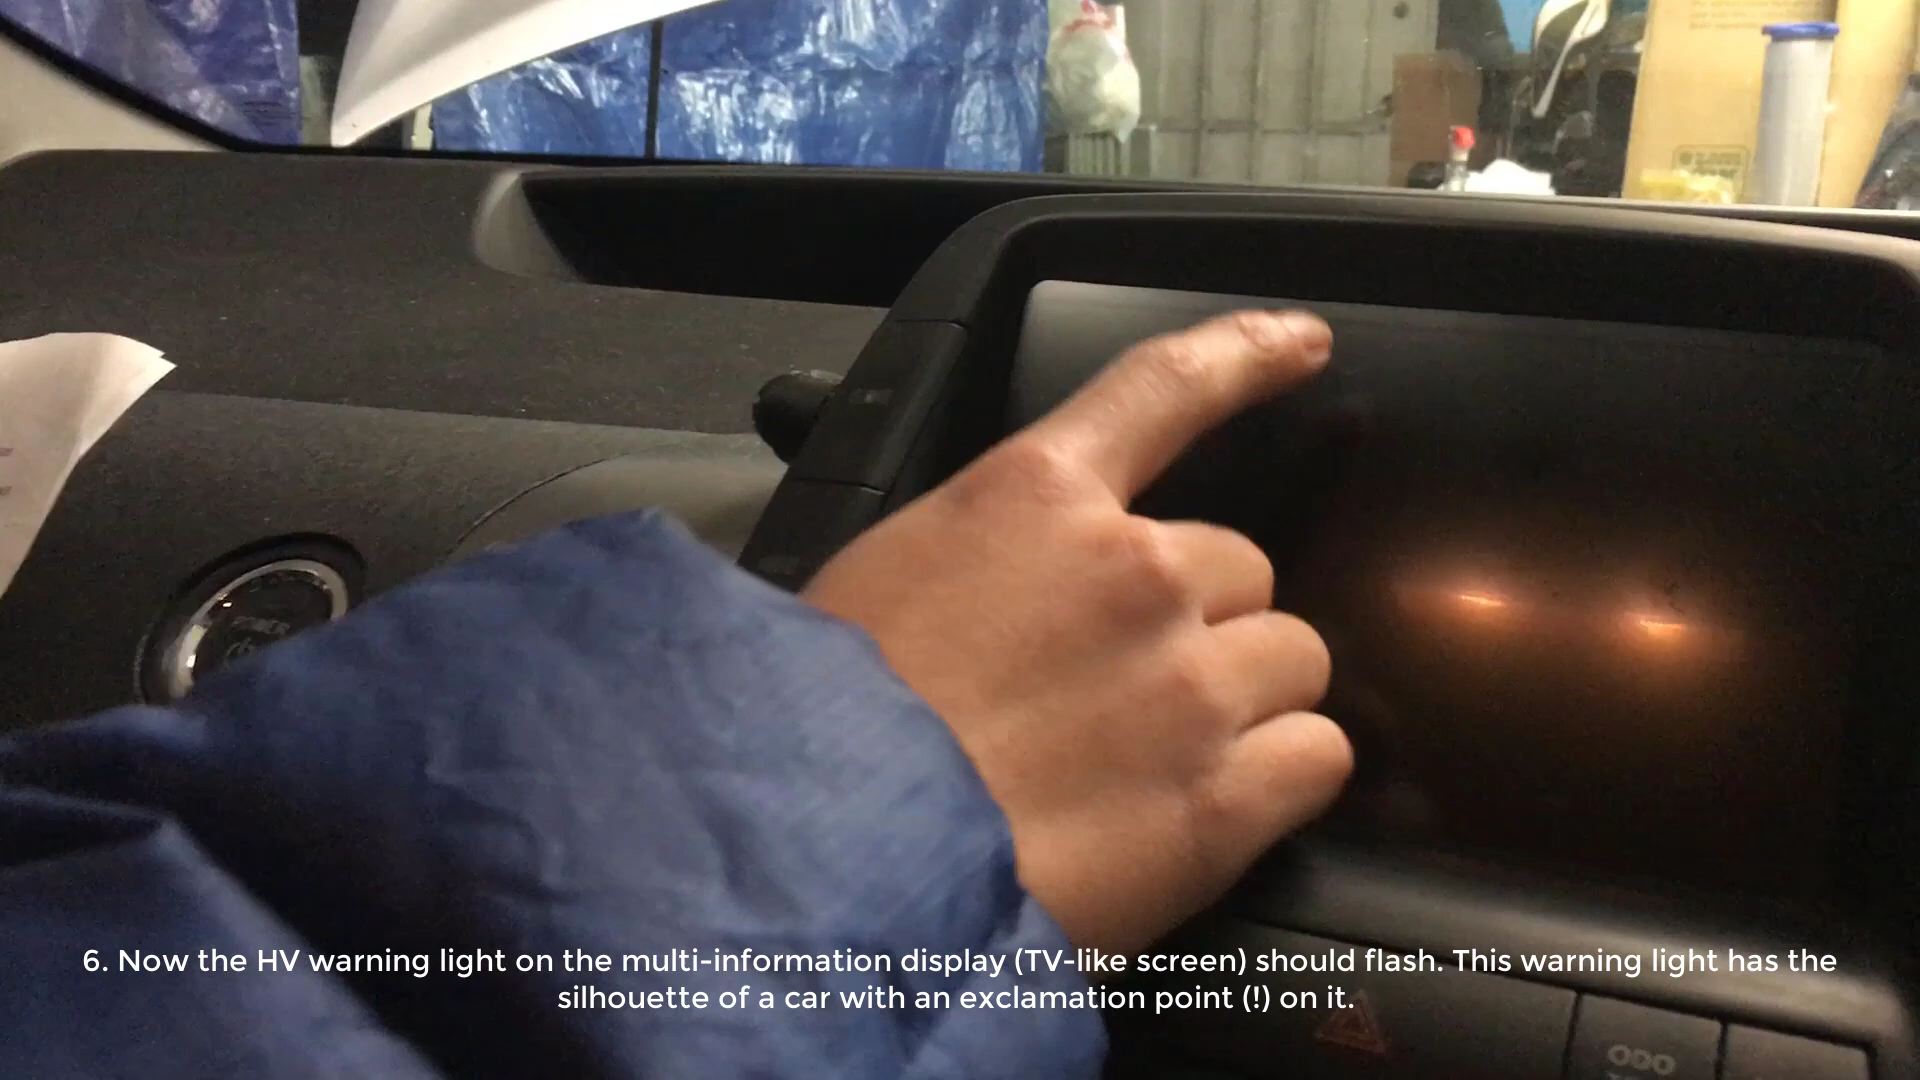 POWER
6. Now the HV warning light on the multi-information display (TV-like screen) should flash. This warning light has the
silhouette of a car with an exclamation point (!) on it.
ODO